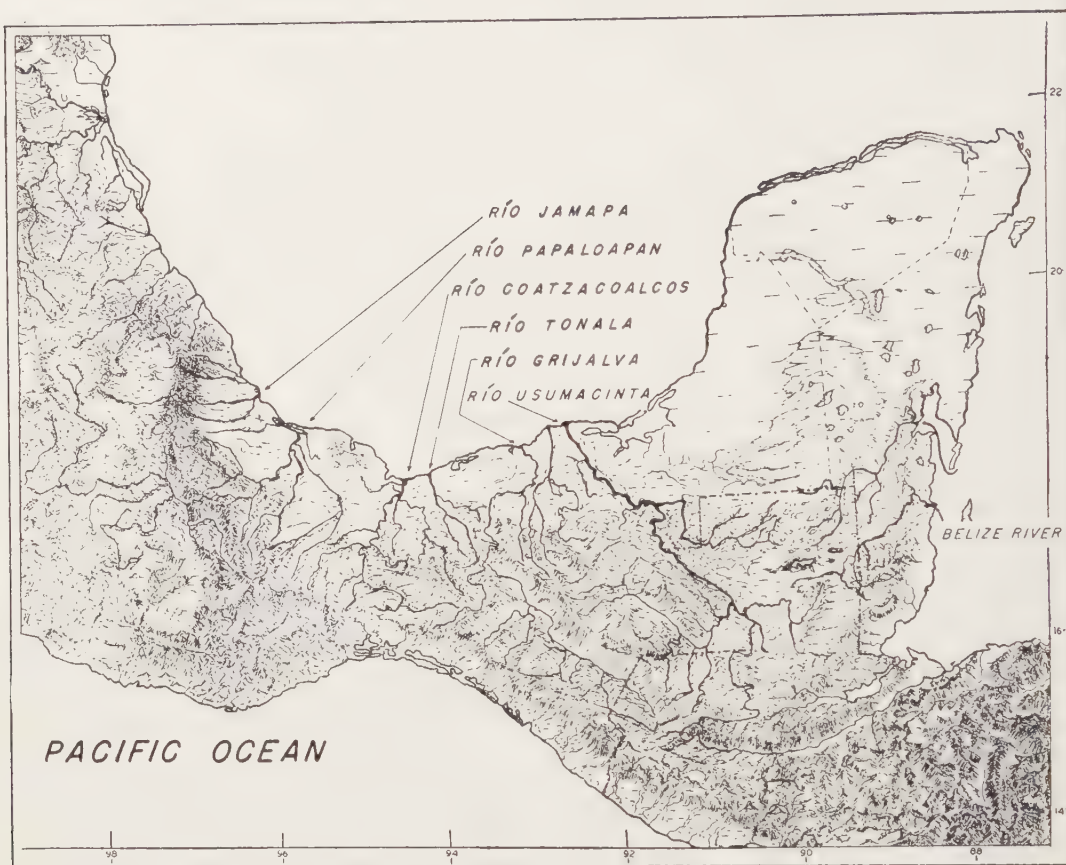 22
RÍO JAMAPA
RÍO PAPALOAPAN
20
RÍO COATZACOALCOS
RÍO TONALA
RÍO GRIJALVA
RÍO USUMACINTA
BELIZE RIVER
16
PACIFIC OCEAN
14
98
96
94
92
90
88